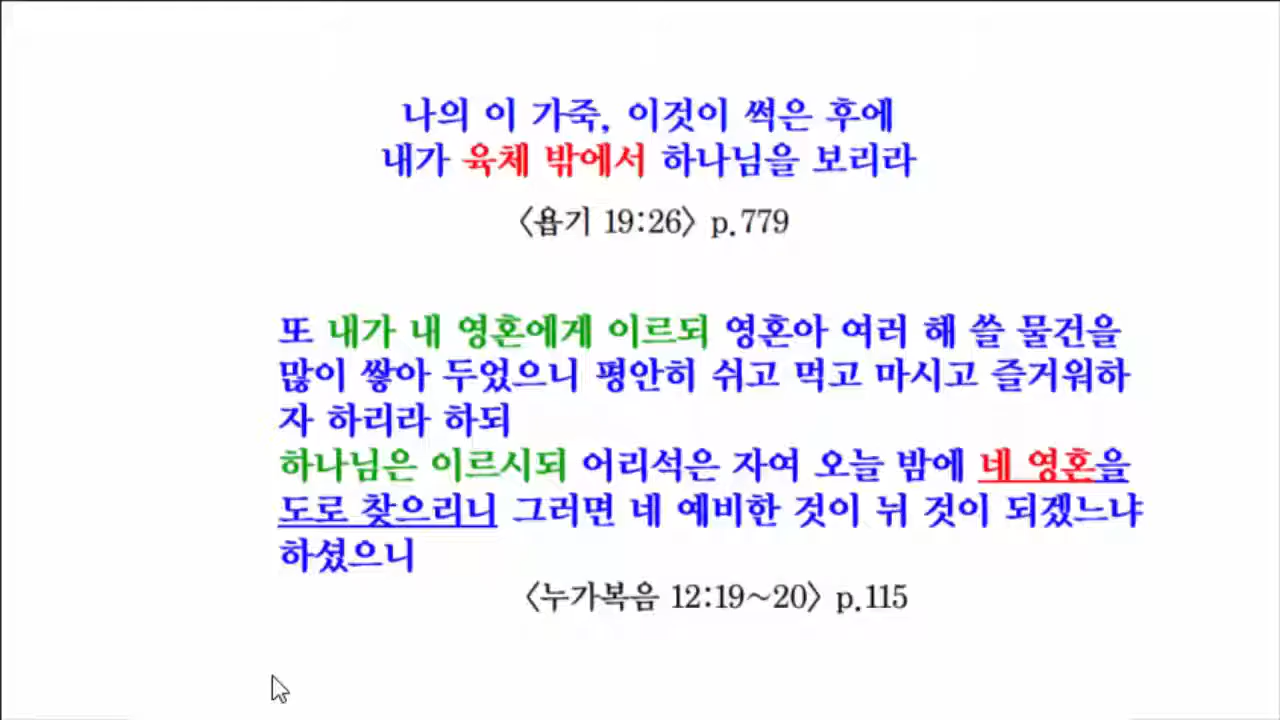 나의 이 가죽, 이것이 썩은 후에
내가 육체 밖에서 하나님을 보리라
〈욥기 19:26〉 p.779
또 내가 내 영혼에게 이르되 영혼아 여러 해 쓸 물건을
많이 쌓아 두었으니 평안히 쉬고 먹고 마시고 즐거워하
자 하리라 하되
하나님은 이르시되 어리석은 자여 오늘 밤에 네 영혼을
도로 찾으리니 그러면 네 예비한 것이 뉘 것이 되겠느냐
하셨으니
〈누가복음 12:19~20〉 p.115